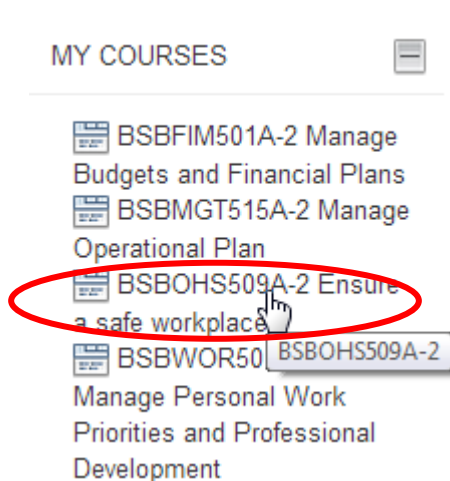 MY COURSES
BSBFIM501A-2 Manage
Budgets and Financial Plans
BSBMGT515A-2 Manage
Operational Plan
BSBOHS509A-2 Ensure
a safe workplace
BSBWOR50
BSBOHS509A-2
Manage Personal Work
Priorities and Professional
Development